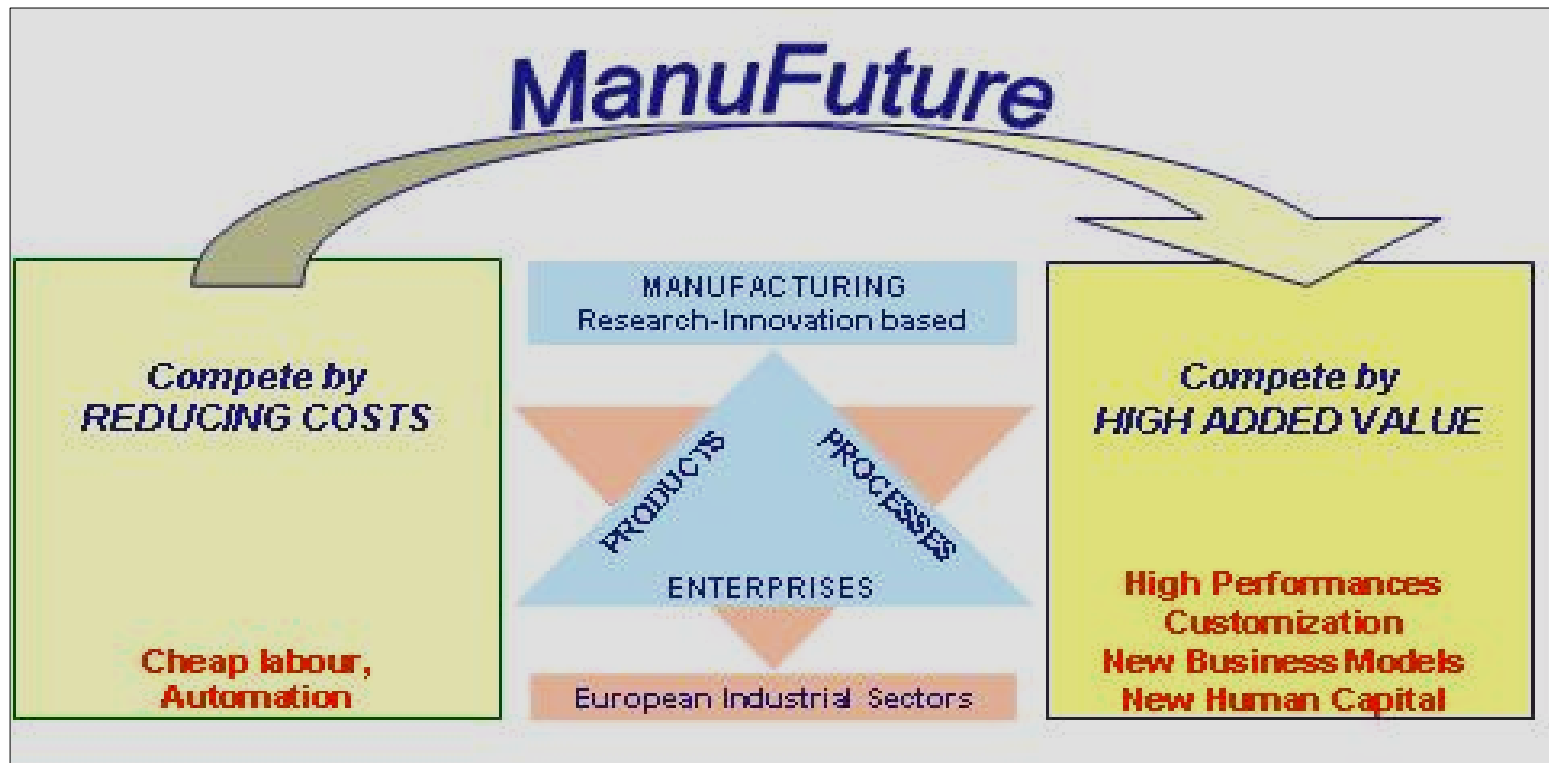 ManuFuture
Compete by
REDUCING COSTS
Cheap labour,
Automation
MANUFACTURING
Research-Innovation based
PRODUCTS
PROCESSES
ENTERPRISES
European Industrial Sectors
Compete by
HIGH ADDED VALUE
High Performances
Customization
New Business Models
New Human Capital